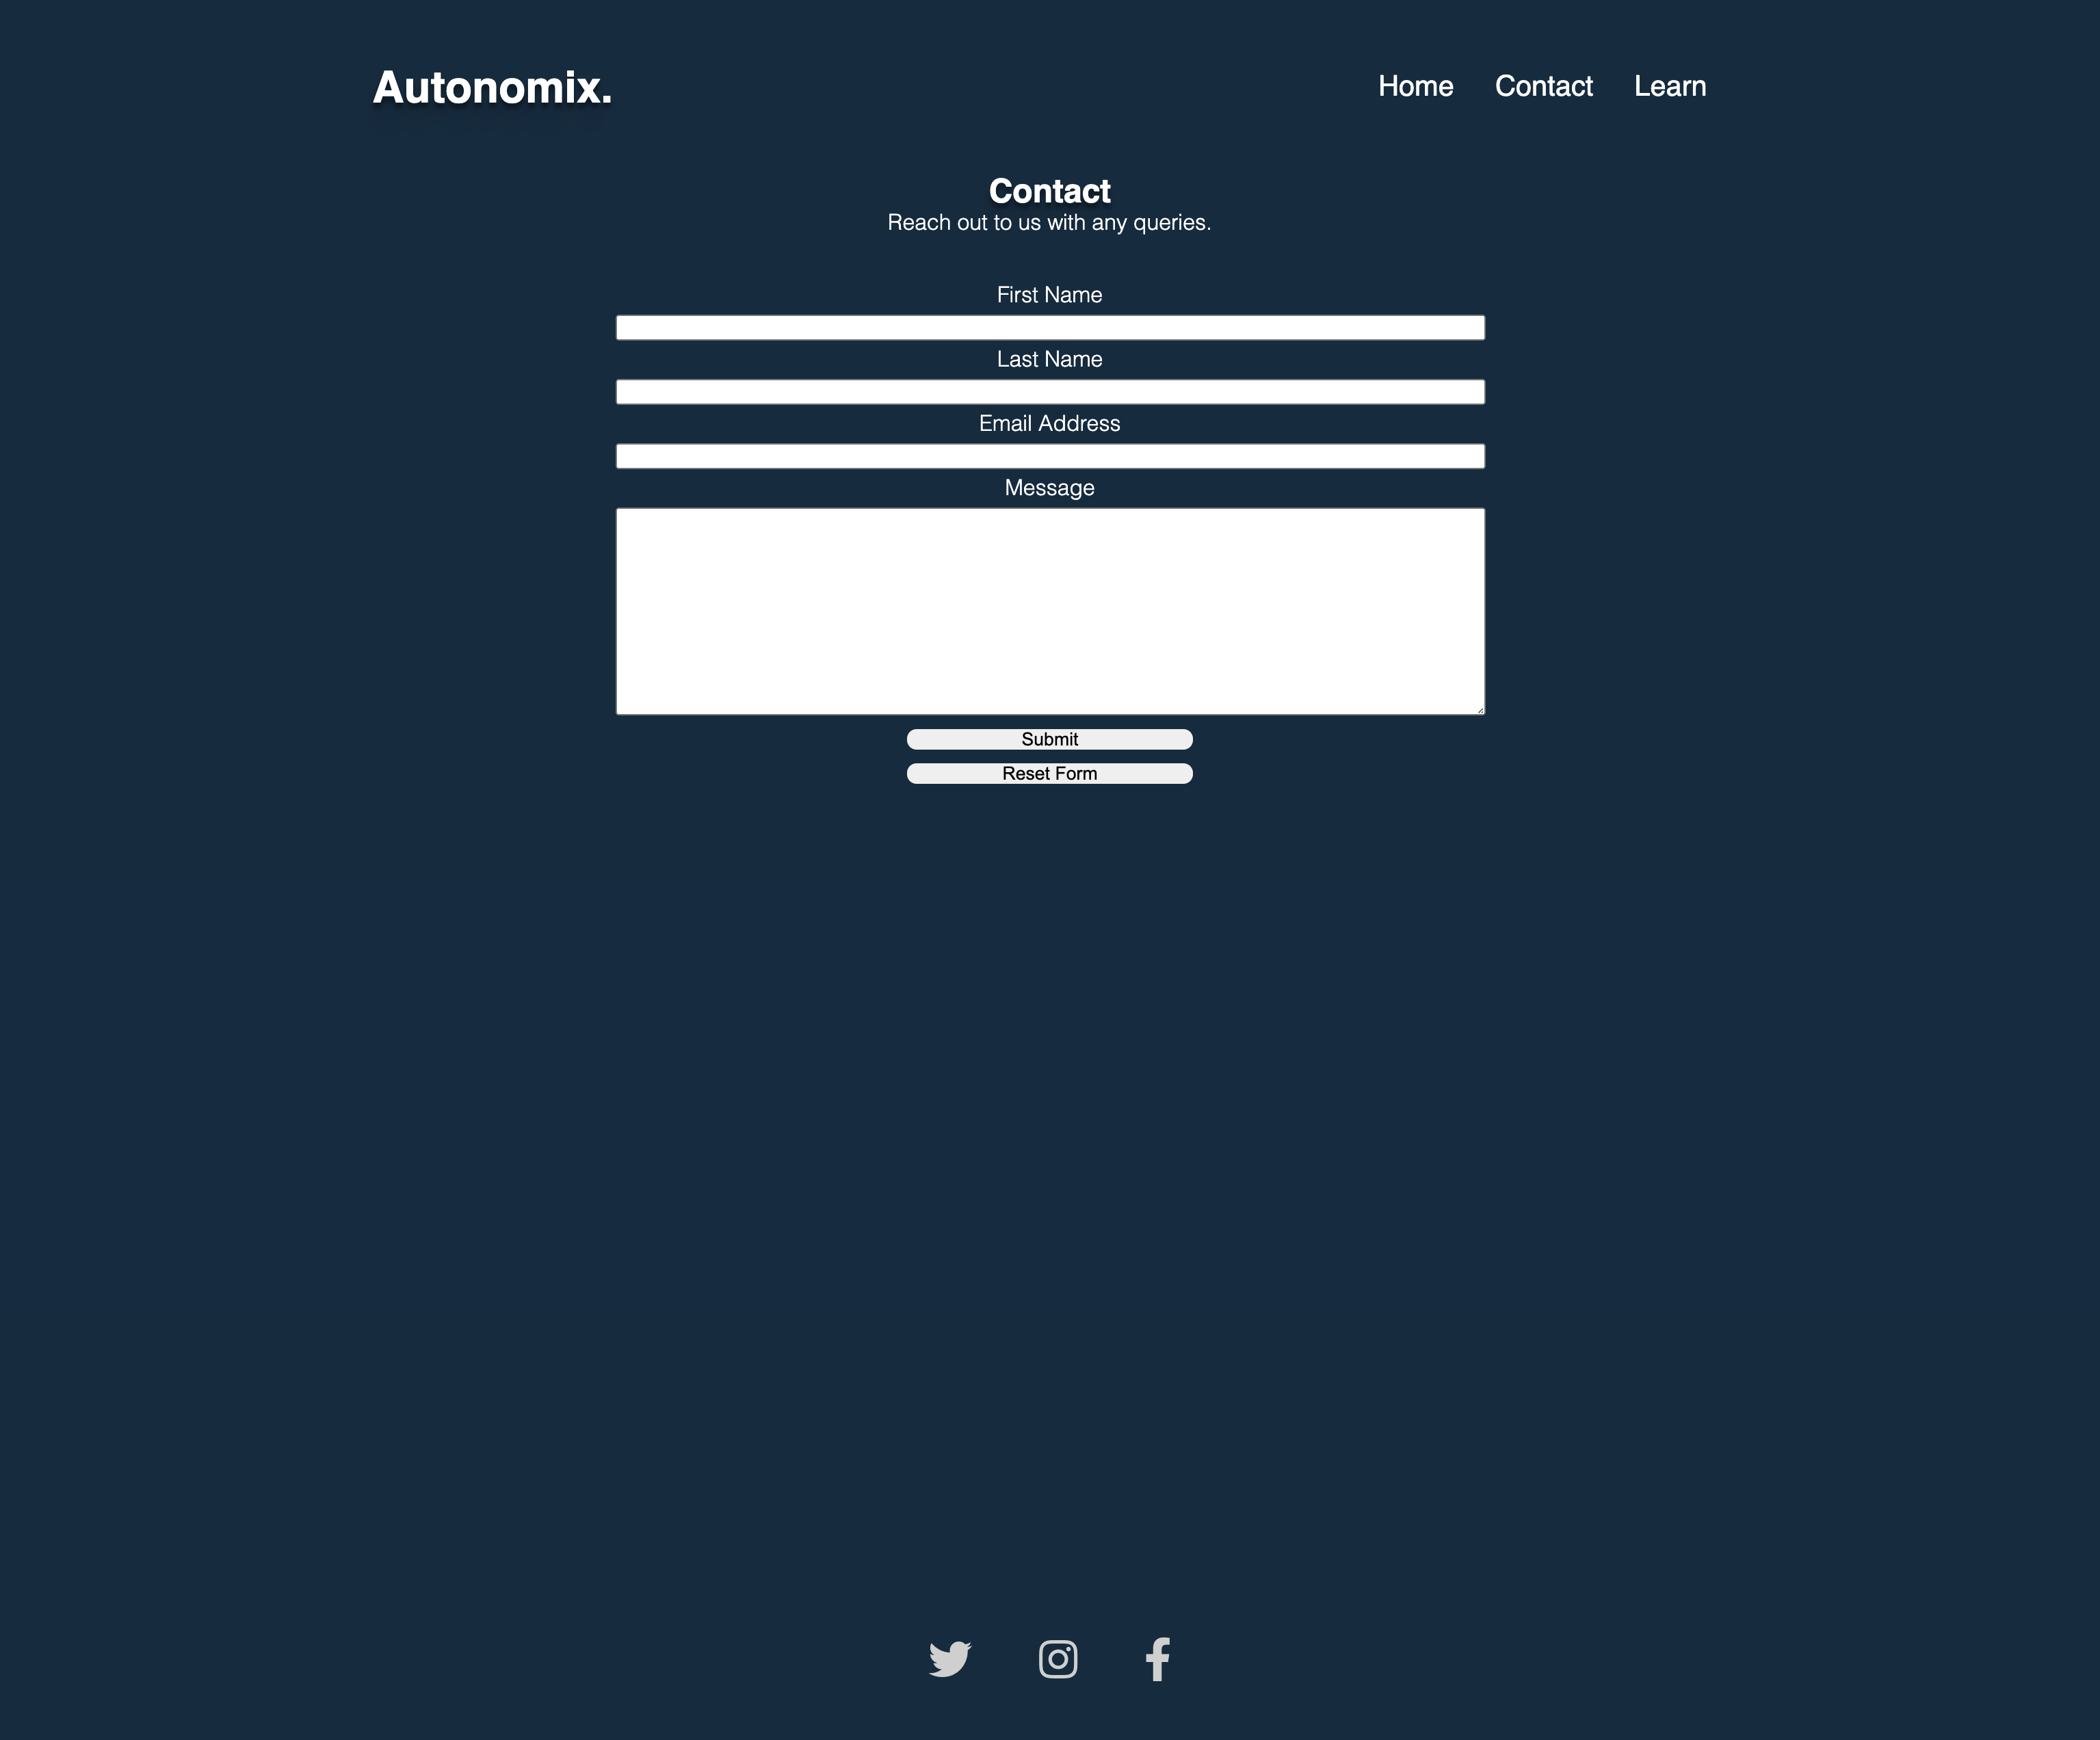 Autonomix.
Home Contact Learn
Contact
Reach out to us with any queries.
First Name
Last Name
Email Address
Message
Submit
Reset Form